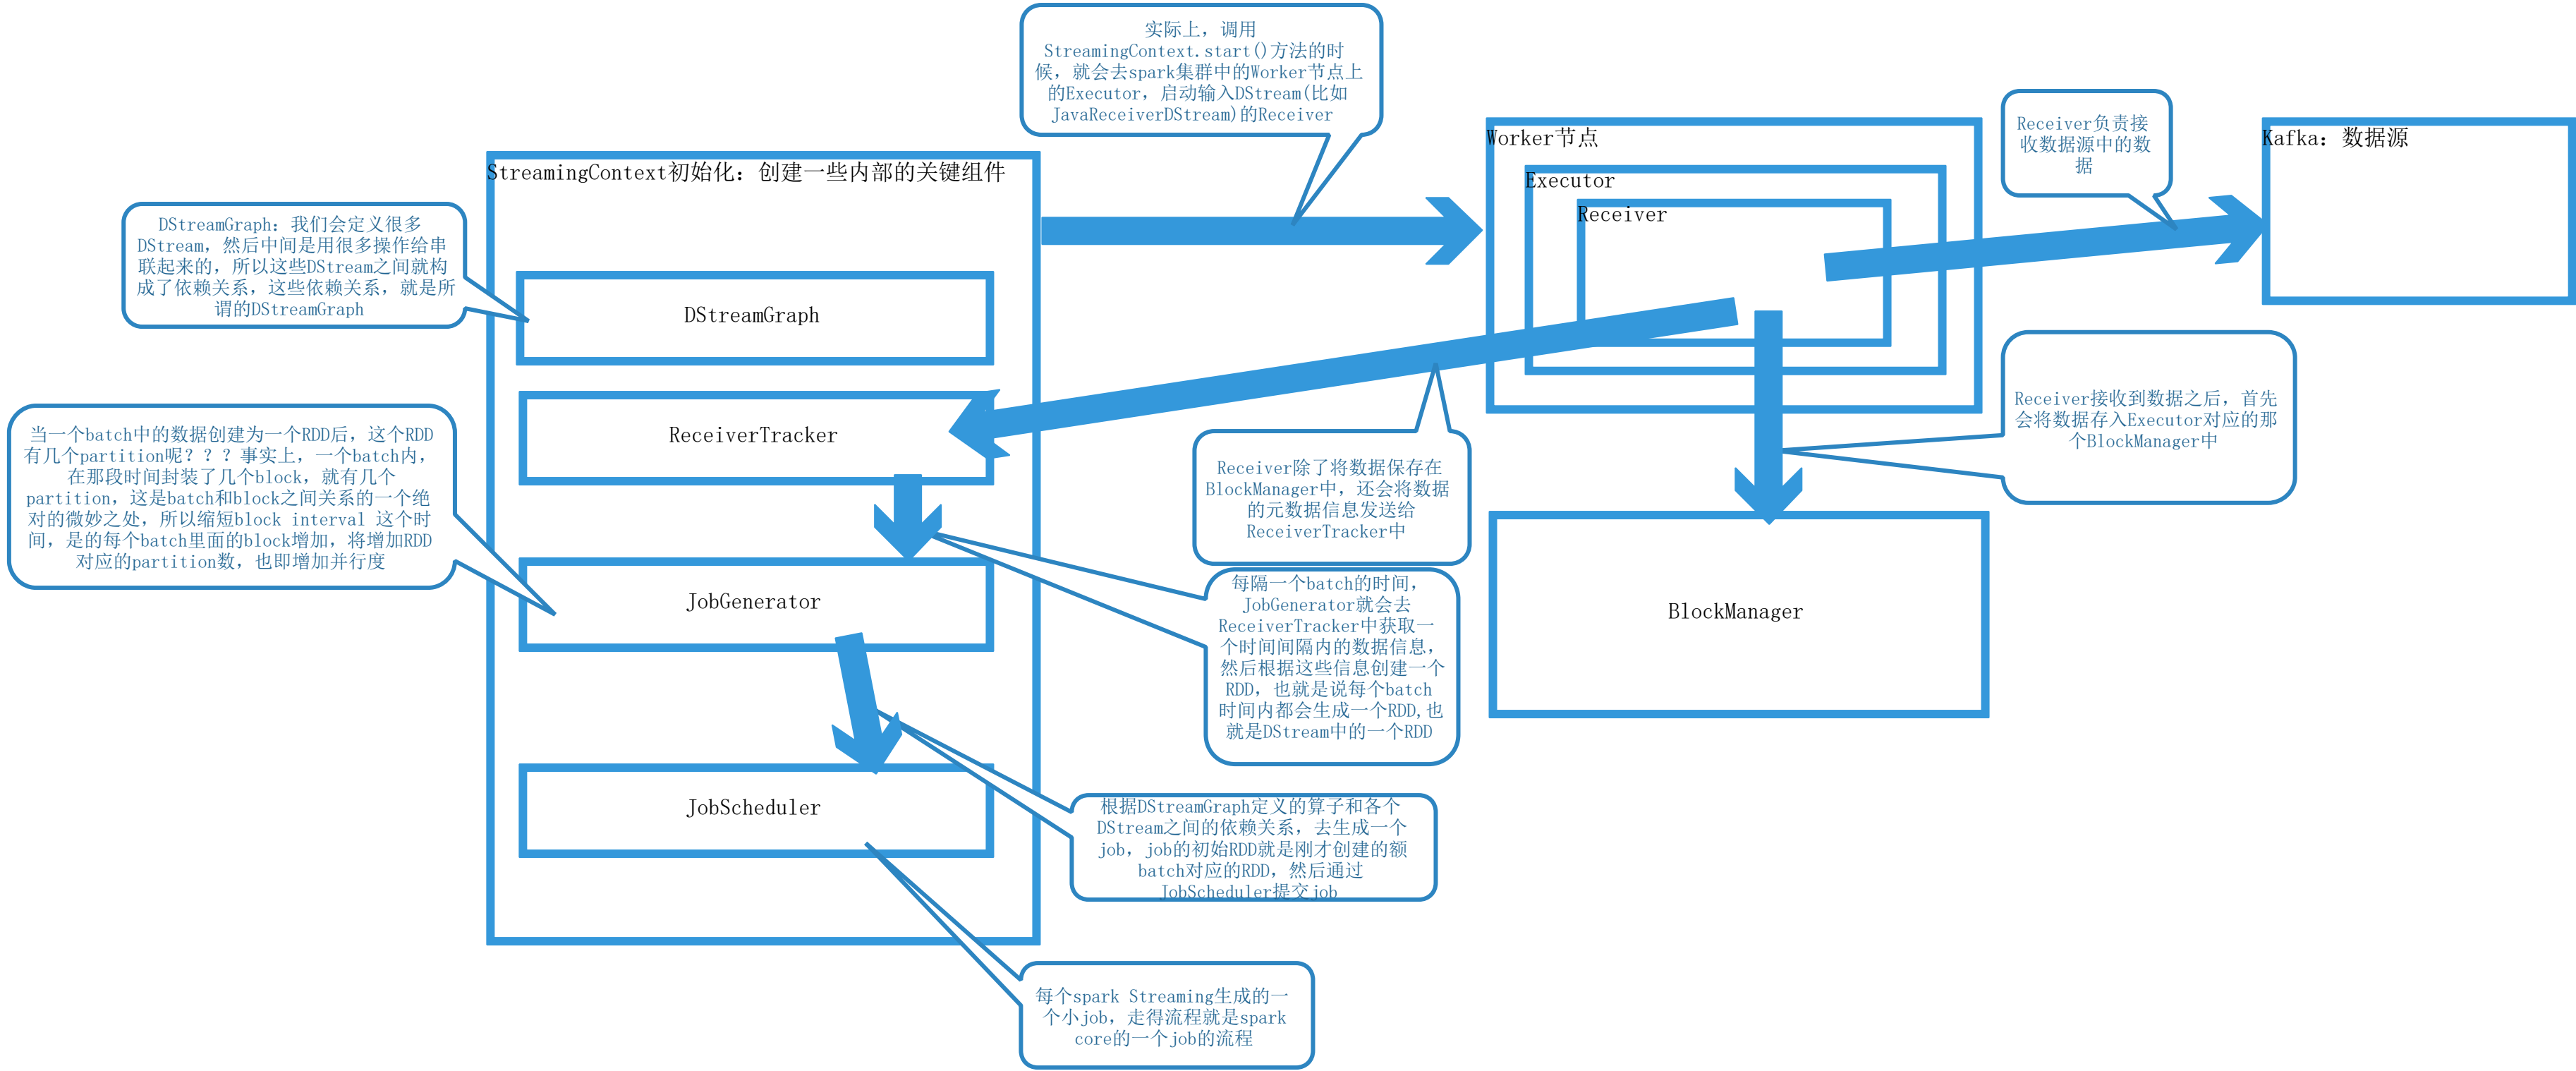 实际上，调用
StreamingContext.start()方法的时
候，就会去spark集群中的Worker节点上
的Executor，启动输入DStream(比如
JavaReceiverDStream)的Receiver
Receiver负责接
收数据源中的数
据
Worker节点
Kafka：数据源
Executor
Receiver
StreamingContext初始化：创建一些内部的关键组件
DStreamGraph：我们会定义很多
DStream，然后中间是用很多操作给串
联起来的，所以这些DStream之间就构
成了依赖关系，这些依赖关系，就是所
谓的DStreamGraph
DStreamGraph
Receiver接收到数据之后，首先
会将数据存入Executor对应的那
个BlockManager中
ReceiverTracker
当一个batch中的数据创建为一个RDD后，这个RDD
有几个partition呢？？？事实上，一个batch内，
在那段时间封装了几个block，就有几个
partition，这是batch和block之间关系的一个绝
对的微妙之处，所以缩短block interval 这个时
间，是的每个batch里面的block增加，将增加RDD
对应的partition数，也即增加并行度
Receiver除了将数据保存在
BlockManager中，还会将数据
的元数据信息发送给
ReceiverTracker中
JobGenerator
每隔一个batch的时间，
JobGenerator就会去
ReceiverTracker中获取一
个时间间隔内的数据信息，
然后根据这些信息创建一个
RDD，也就是说每个batch
时间内都会生成一个RDD,也
就是DStream中的一个RDD
BlockManager
JobScheduler
根据DStreamGraph定义的算子和各个
DStream之间的依赖关系，去生成一个
job，job的初始RDD就是刚才创建的额
batch对应的RDD，然后通过
JobScheduler提交job
每个spark Streaming生成的一
个小job，走得流程就是spark
core的一个job的流程